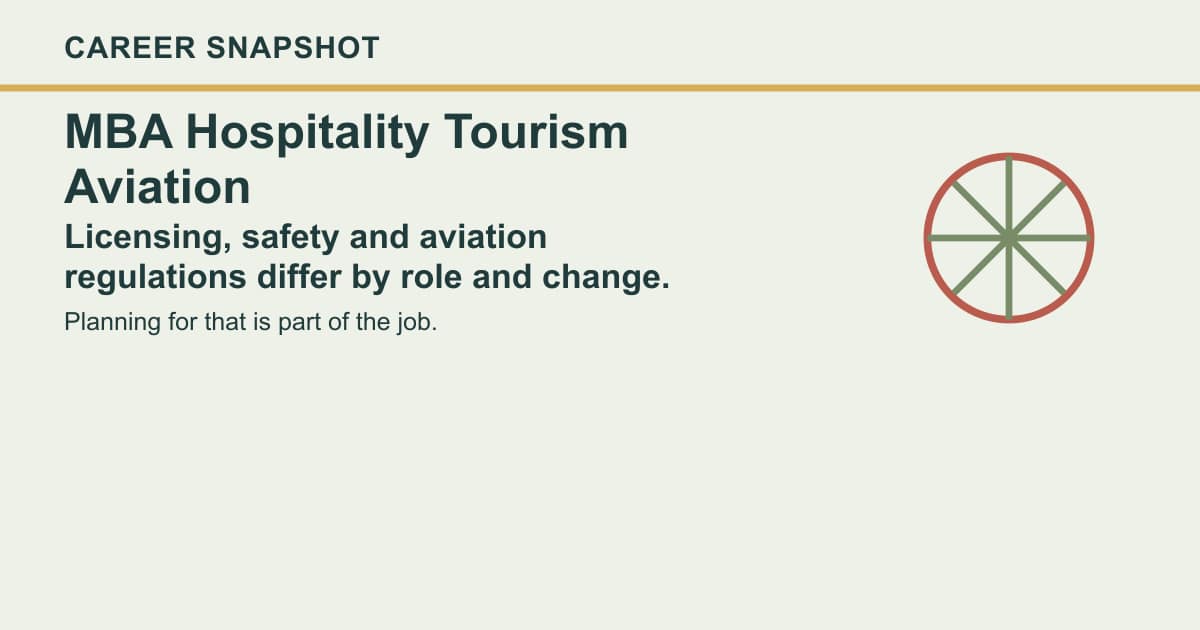 CAREER SNAPSHOT
MBA Hospitality Tourism
Aviation
Licensing, safety and aviation
regulations differ by role and change.
Planning for that is part of the job.